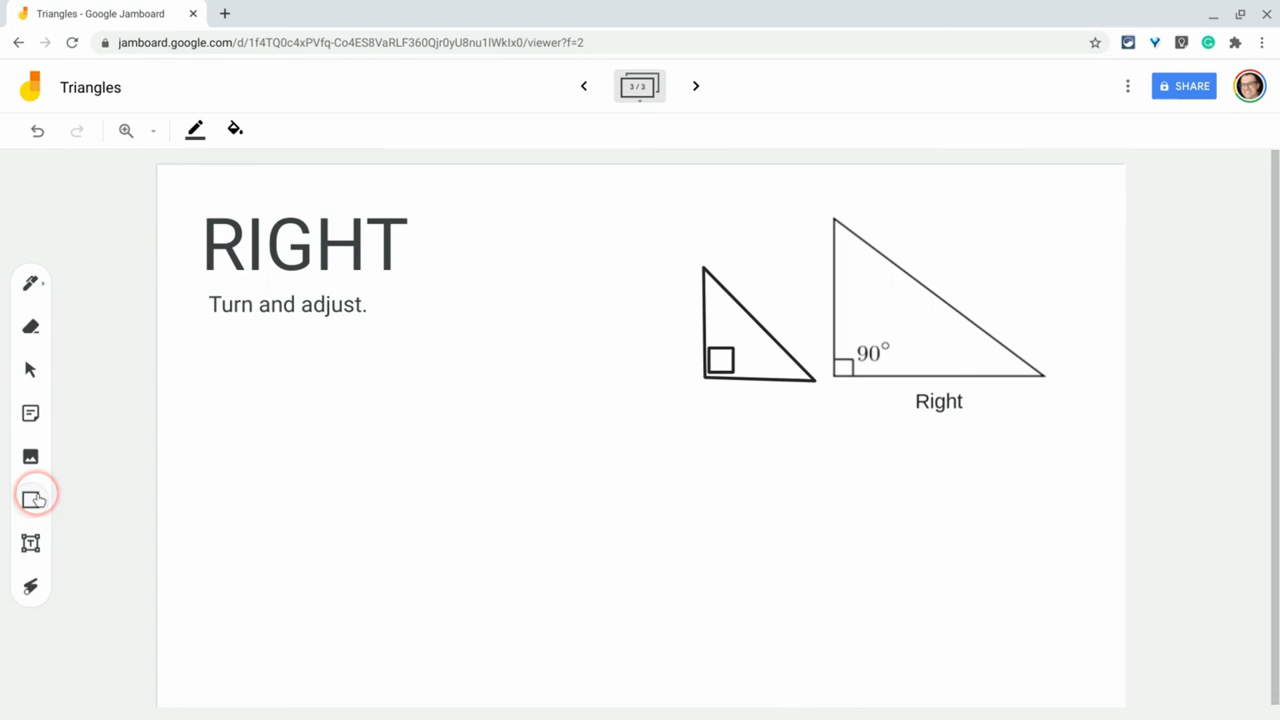 Triangles - Google Jamboard
jamboard.google.com/d/1f4TQ0c4xPVfq-Co4ES8VaRLF360Qjr0yU8nu1lWkIx0/viewer?f=2
Triangles
3 / 3
SHARE
RIGHT
Turn and adjust.
90°
Right